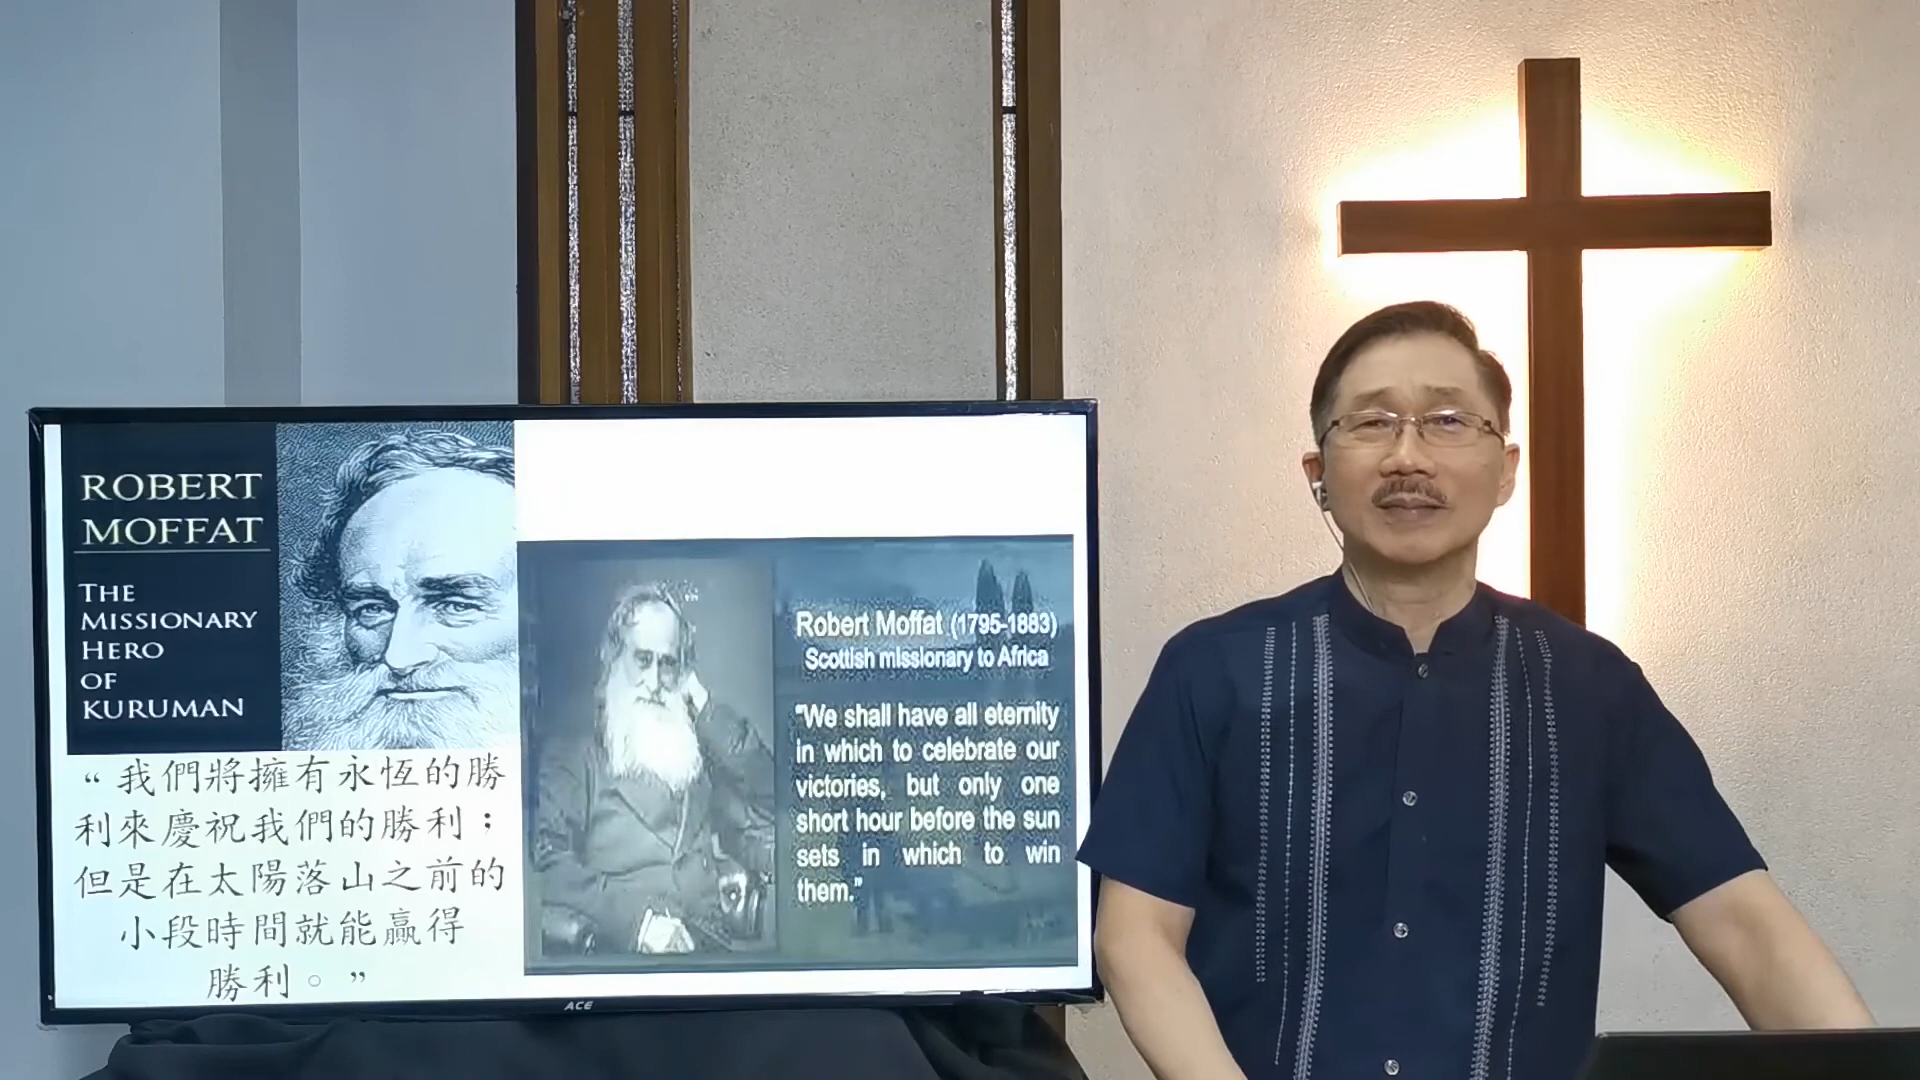 ROBERT
MOFFAT
THE
MISSIONARY
HERO
OF
KURUMAN
“我們將擁有永恆的勝
利來慶祝我們的勝利；
但是在太陽落山之前的
小段時間就能贏得
勝利。”
Robert Moffat (1795-1883)
Scottish missionary to Africa
"We shall have all eternity
in which to celebrate our
victories, but only one
short hour before the sun
sets in which to win
them."
ACE